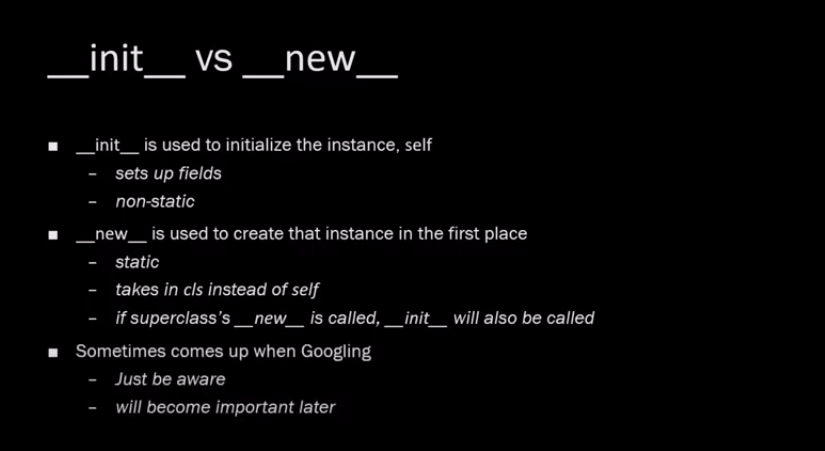 __init__ vs __new__
▪ __init__ is used to initialize the instance, self
– sets up fields
– non-static
▪ __new__ is used to create that instance in the first place
– static
– takes in cls instead of self
– if superclass's __new__ is called, __init__ will also be called
▪ Sometimes comes up when Googling
– Just be aware
– will become important later